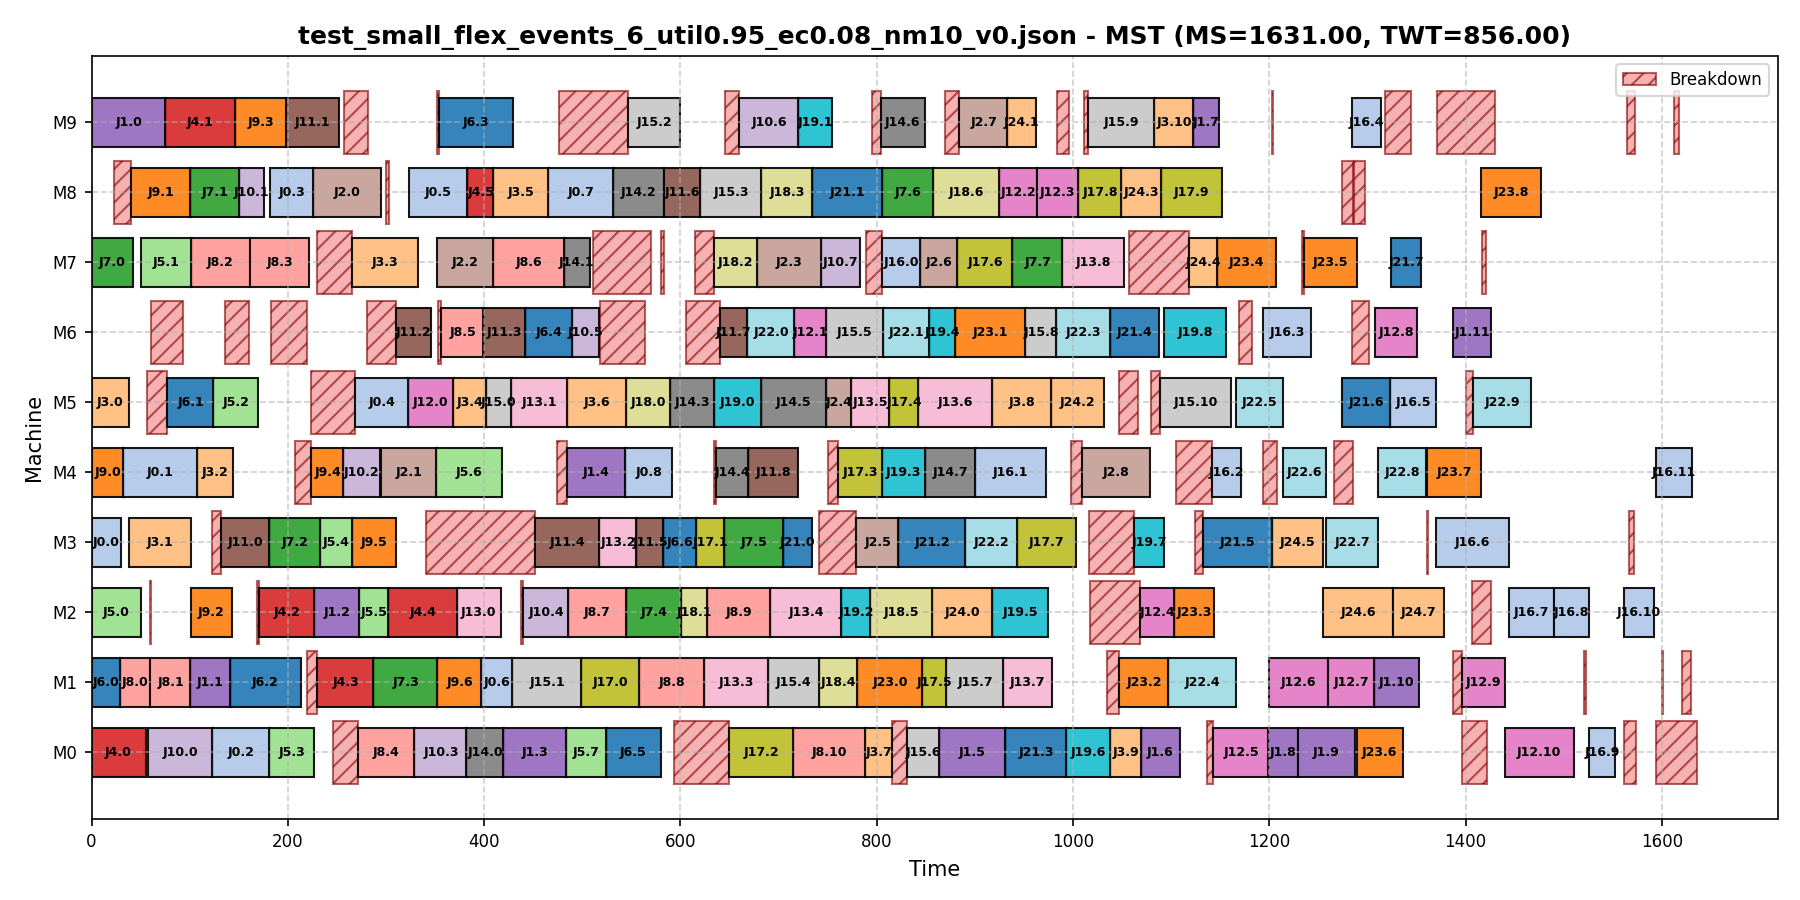 test_small_flex_events_6_util0.95_ec0.08_nm10_v0.json - MST (MS=1631.00, TWT=856.00)
Breakdown
M9 J1.0 J4.1 J9.3 J11.1 J6.3 J15.2 J10.6 J19.1 J14.6 J2.7 J24.1 J15.9 J3.10 J1.7 J16.4
M8 J9.1 J7.1 J10.1 J0.3 J2.0 J0.5 J4.5 J3.5 J0.7 J14.2 J11.6 J15.3 J18.3 J21.1 J7.6 J18.6 J12.2 J12.3 J17.8 J24.3 J17.9 J23.8
M7 J7.0 J5.1 J8.2 J8.3 J3.3 J2.2 J8.6 J14.1 J18.2 J2.3 J10.7 J16.0 J2.6 J17.6 J7.7 J13.8 J24.4 J23.4 J23.5 J21.7
M6 J11.2 J8.5 J11.3 J6.4 J10.5 J11.7 J22.0 J12.1 J15.5 J22.1 J19.4 J23.1 J15.8 J22.3 J21.4 J19.8 J16.3 J12.8 J1.11
M5 J3.0 J6.1 J5.2 J0.4 J12.0 J3.4 J15.0 J13.1 J3.6 J18.0 J14.3 J19.0 J14.5 J2.4 J13.5 J17.4 J13.6 J3.8 J24.2 J15.10 J22.5 J21.6 J16.5 J22.9
M4 J9.0 J0.1 J3.2 J9.4 J10.2 J2.1 J5.6 J1.4 J0.8 J14.4 J11.8 J17.3 J19.3 J14.7 J16.1 J2.8 J16.2 J22.6 J22.8 J23.7 J16.11
M3 J0.0 J3.1 J11.0 J7.2 J5.4 J9.5 J11.4 J13.2 J11.5 J6.6 J17.1 J7.5 J21.0 J2.5 J21.2 J22.2 J17.7 J19.7 J21.5 J24.5 J22.7 J16.6
M2 J5.0 J9.2 J4.2 J1.2 J5.5 J4.4 J13.0 J10.4 J8.7 J7.4 J18.1 J8.9 J13.4 J19.2 J18.5 J24.0 J19.5 J12.4 J23.3 J24.6 J24.7 J16.7 J16.8 J16.10
M1 J6.0 J8.0 J8.1 J1.1 J6.2 J4.3 J7.3 J9.6 J0.6 J15.1 J17.0 J8.8 J13.3 J15.4 J18.4 J23.0 J17.5 J15.7 J13.7 J23.2 J22.4 J12.6 J12.7 J1.10 J12.9
M0 J4.0 J10.0 J0.2 J5.3 J8.4 J10.3 J14.0 J1.3 J5.7 J6.5 J17.2 J8.10 J3.7 J15.6 J1.5 J21.3 J19.6 J3.9 J1.6 J12.5 J1.8 J1.9 J23.6 J12.10 J16.9
0 200 400 600 800 1000 1200 1400 1600
Time
Machine